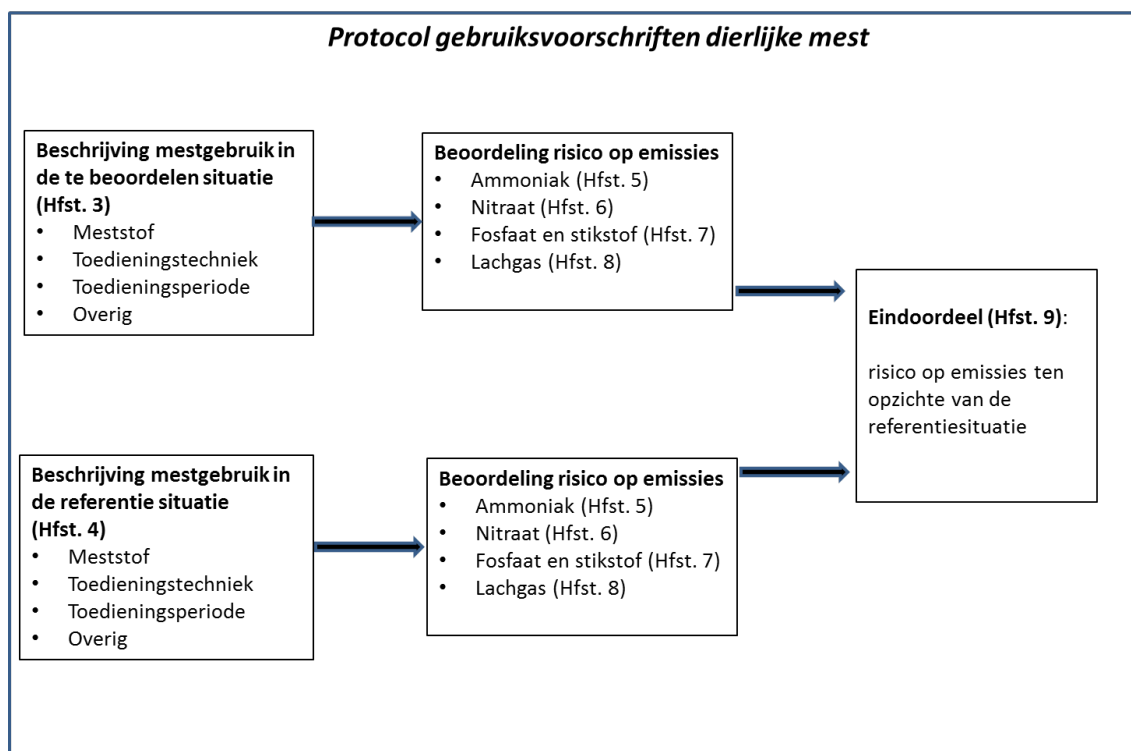 Protocol gebruiksvoorschriften dierlijke mest
Beschrijving mestgebruik in
de te beoordelen situatie
(Hfst. 3)
• Meststof
• Toedieningstechniek
• Toedieningsperiode
• Overig
Beoordeling risico op emissies
• Ammoniak (Hfst. 5)
• Nitraat (Hfst. 6)
• Fosfaat en stikstof (Hfst. 7)
• Lachgas (Hfst. 8)
Beschrijving mestgebruik in
de referentie situatie
(Hfst. 4)
• Meststof
• Toedieningstechniek
• Toedieningsperiode
• Overig
Beoordeling risico op emissies
• Ammoniak (Hfst. 5)
• Nitraat (Hfst. 6)
• Fosfaat en stikstof (Hfst. 7)
• Lachgas (Hfst. 8)
Eindoordeel (Hfst. 9):
risico op emissies ten
opzichte van de
referentiesituatie